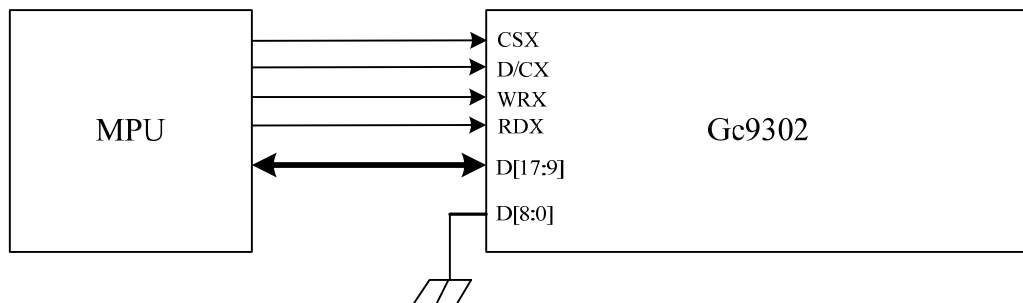 CSX
D/CX
WRX
RDX
MPU
Gc9302
D[17:9]
D[8:0]